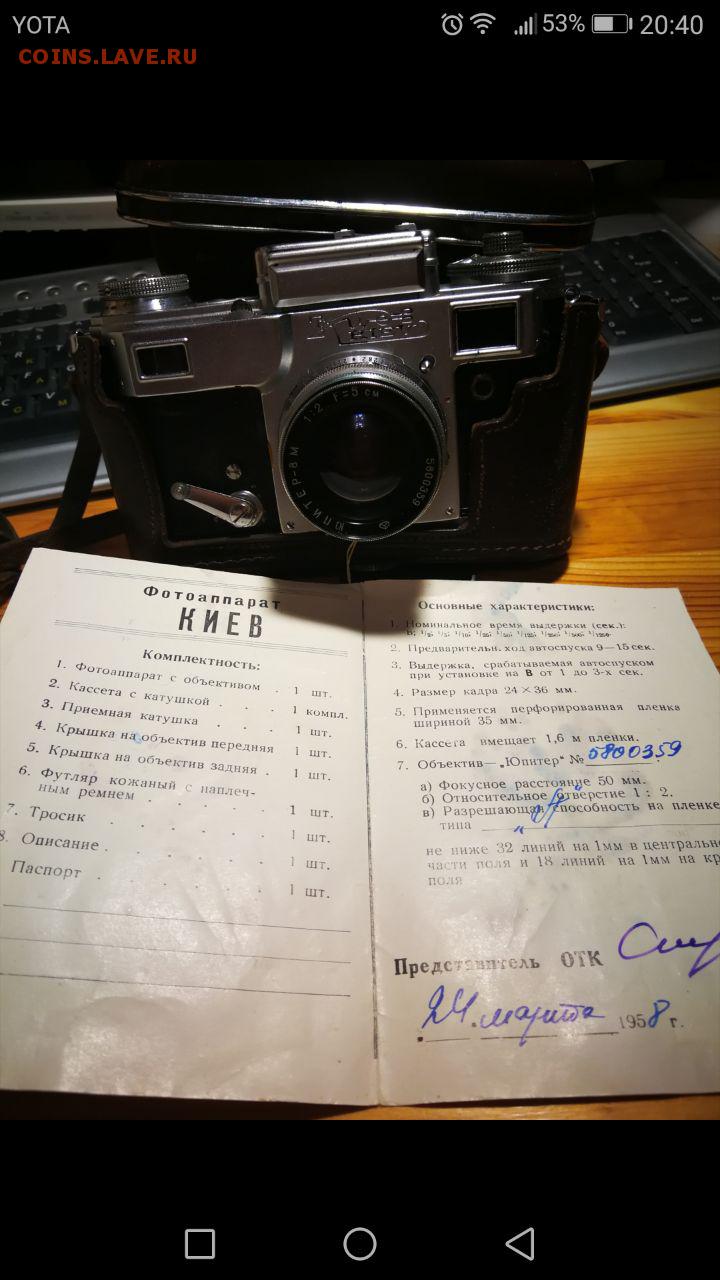 YOTA
53% 20:40
COINS.LAVE.RU
1:2 F=5 см
ЮПИТЕР-8М
5800359
Фотоаппарат
КИЕВ
Комплектность:
1. Фотоаппарат с объективом . 1 шт.
2. Кассета с катушкой . . . 1 компл.
3. Приемная катушка . . . 1 шт.
4. Крышка на объектив передняя 1 шт.
5. Крышка на объектив задняя . 1 шт.
6. Футляр кожаный с наплеч-
ным ремнем . . . . 1 шт.
7. Тросик . . . . . 1 шт.
8. Описание . . . . 1 шт.
Паспорт . . . . . 1 шт.
Основные характеристики:
1. Номинальное время выдержки (сек.):
2. Предварительн. ход автоспуска 9—15 сек.
3. Выдержка, срабатываемая автоспуском
при установке на В от 1 до 3-х сек.
4. Размер кадра 24×36 мм.
5. Применяется перфорированная пленка
шириной 35 мм.
6. Кассета вмещает 1,6 м пленки.
7. Объектив— „Юпитер" № 5800359
а) Фокусное расстояние 50 мм.
б) Относительное отверстие 1 : 2.
в) Разрешающая способность на пленке
типа
не ниже 32 линий на 1мм в центрально
части поля и 18 линий на 1мм на кр
поля
Представитель ОТК
24. марта 1958 г.